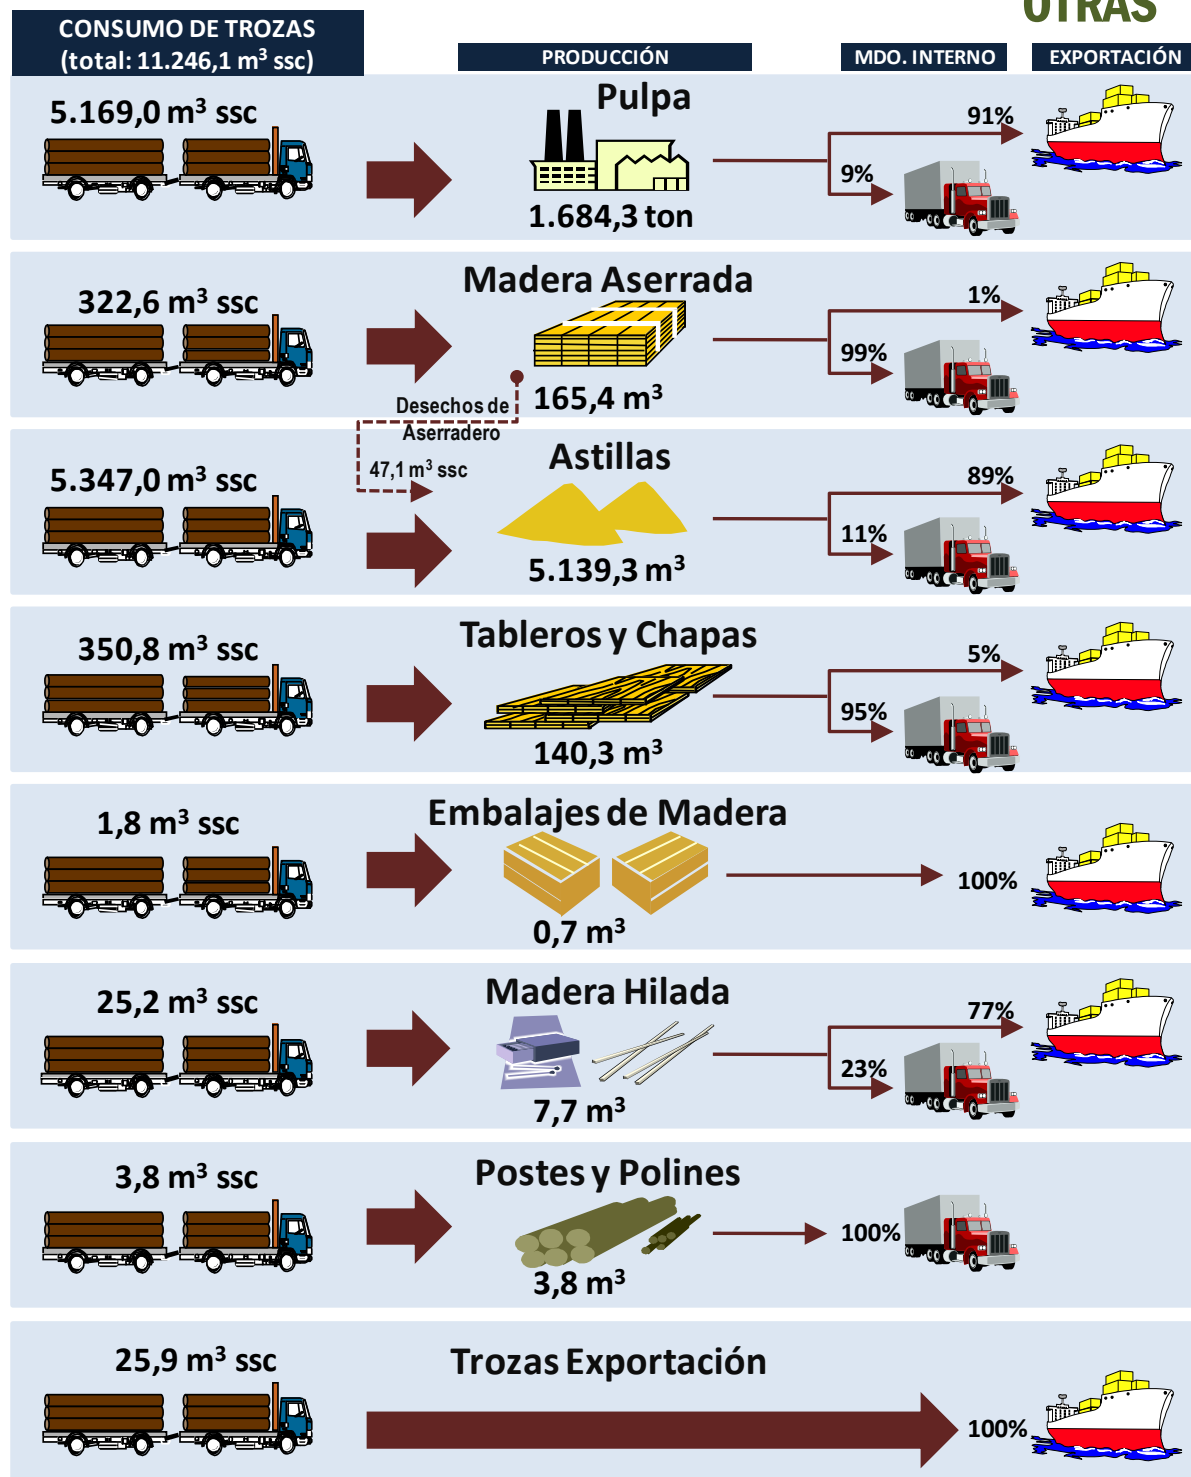 OTRAS
CONSUMO DE TROZAS
(total: 11.246,1 m³ ssc)
PRODUCCIÓN
MDO. INTERNO
EXPORTACIÓN
5.169,0 m³ ssc
Pulpa
1.684,3 ton
91%
9%
322,6 m³ ssc
Madera Aserrada
165,4 m³
1%
99%
Desechos de
Aserradero
47,1 m³ ssc
5.347,0 m³ ssc
Astillas
5.139,3 m³
89%
11%
350,8 m³ ssc
Tableros y Chapas
140,3 m³
5%
95%
1,8 m³ ssc
Embalajes de Madera
0,7 m³
100%
25,2 m³ ssc
Madera Hilada
7,7 m³
77%
23%
3,8 m³ ssc
Postes y Polines
3,8 m³
100%
25,9 m³ ssc
Trozas Exportación
100%